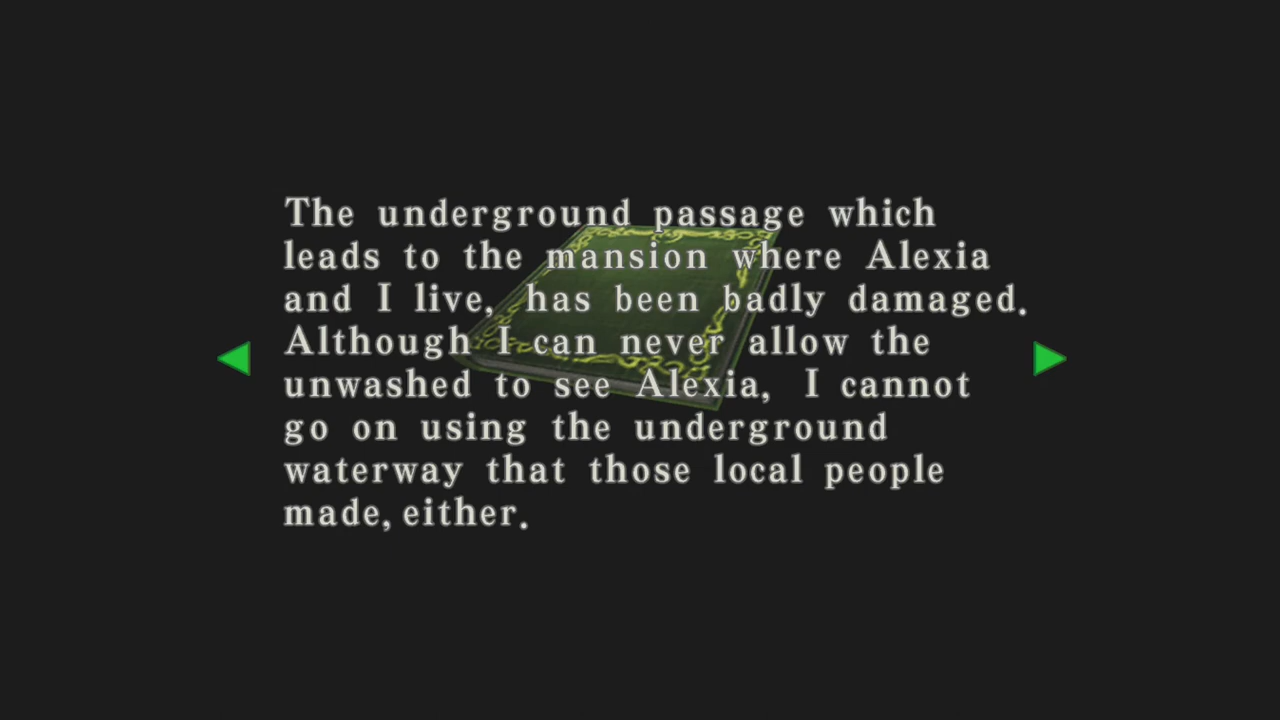 The underground passage which
leads to the mansion where Alexia
and I live, has been badly damaged.
Although I can never allow the
unwashed to see Alexia, I cannot
go on using the underground
waterway that those local people
made, either.